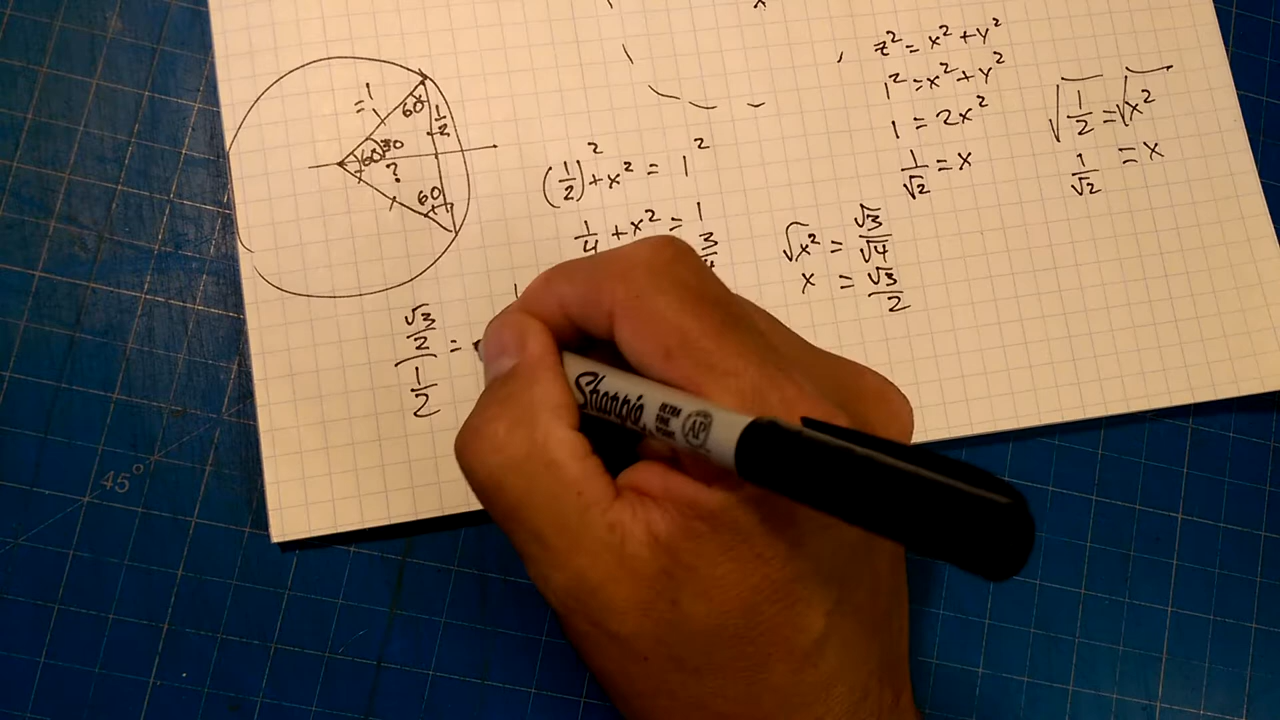 =1
60
1/2
60 30
?
60
(1/2)² + x² = 1²
1/4 + x² = 1
3
√x² = √3/√4
x = √3/2
z² = x² + y²
1² = x² + y²
1 = 2x²
1/√2 = x
√1/2 = √x²
1/√2 = x
√3/2 / 1/2 =
45°
Sharpie
ULTRA
FINE
POINT
AP